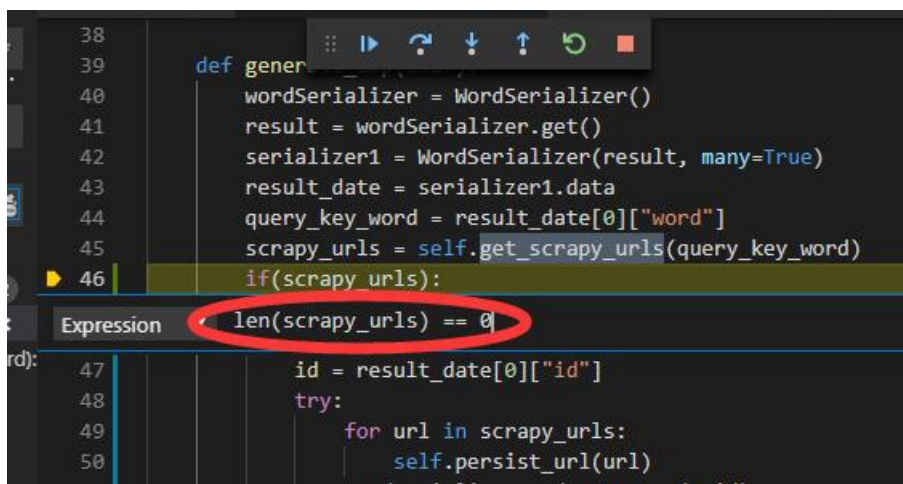 38
39 def gener
40 wordSerializer = WordSerializer()
41 result = wordSerializer.get()
42 serializer1 = WordSerializer(result, many=True)
43 result_date = serializer1.data
44 query_key_word = result_date[0]["word"]
45 scrapy_urls = self.get_scrapy_urls(query_key_word)
46 if(scrapy_urls):
Expression len(scrapy_urls) == 0
rd):
47 id = result_date[0]["id"]
48 try:
49 for url in scrapy_urls:
50 self.persist_url(url)